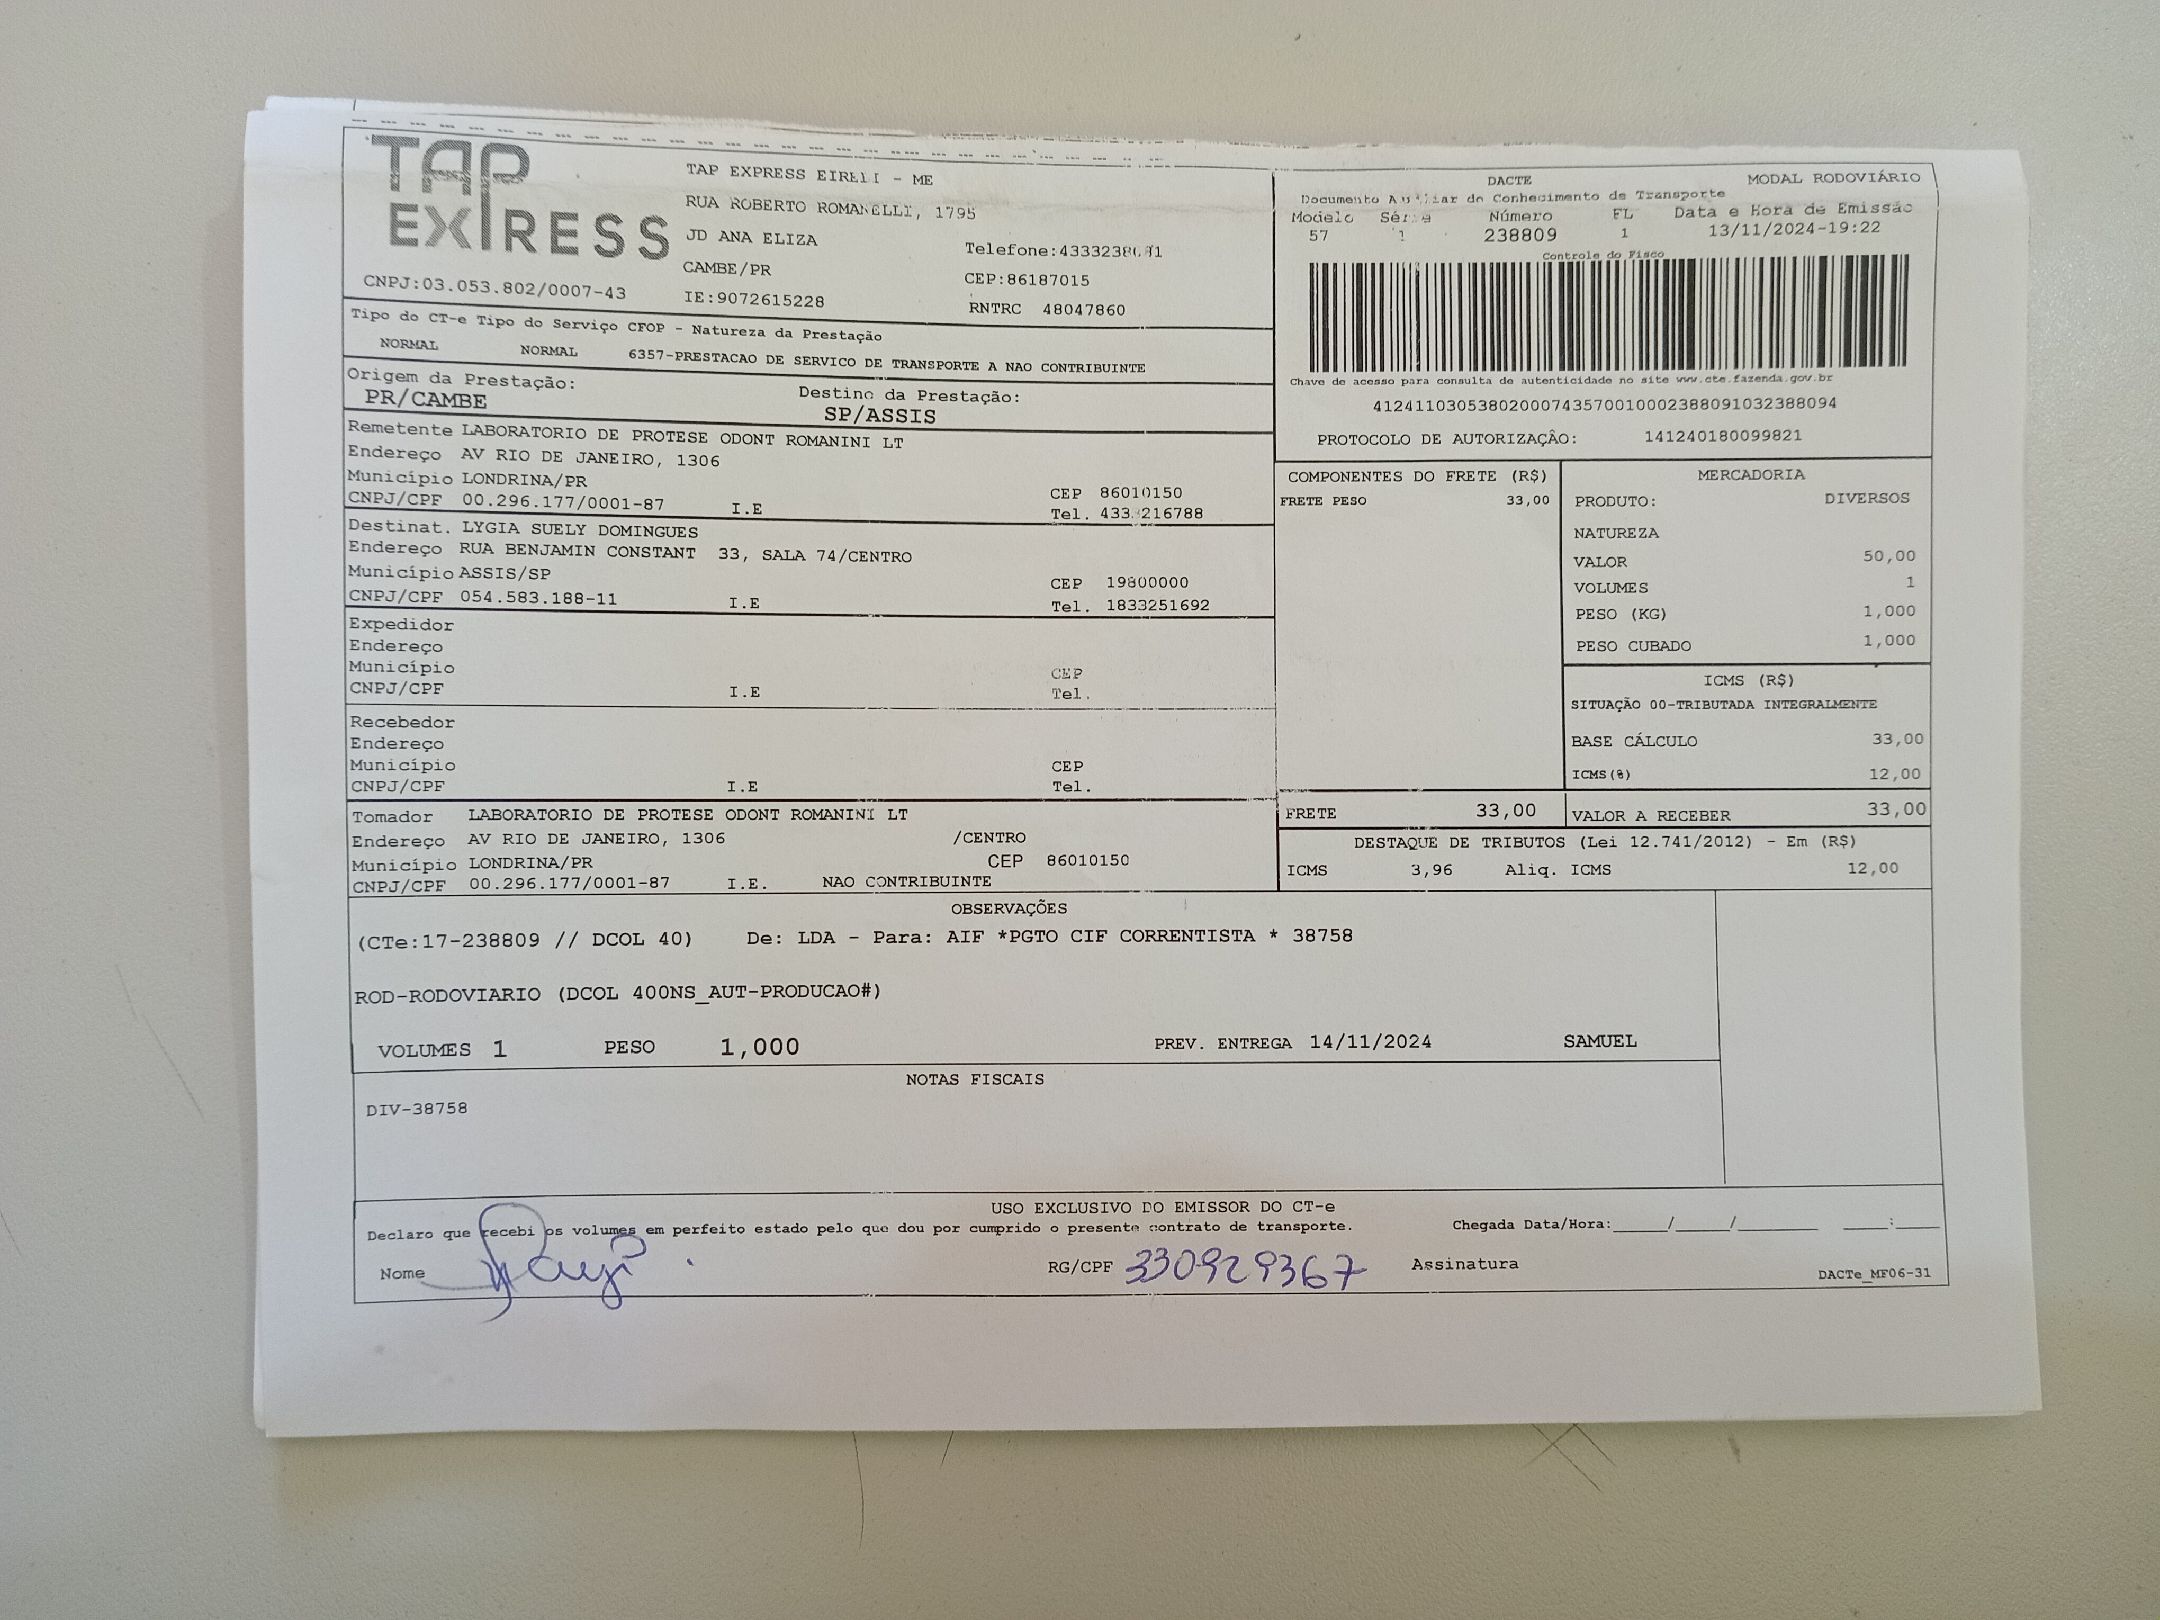 TAP
EXPRESS
CNPJ:03.053.802/0007-43
TAP EXPRESS EIRELI - ME
RUA ROBERTO ROMANELLI, 1795
JD ANA ELIZA
CAMBE/PR
IE:9072615228
CEP:86187015
RNTRC 48047860
DACTE MODAL RODOVIÁRIO
Documento Auxiliar do Conhecimento de Transporte
Modelo Série Número FL Data e Hora de Emissão
57 1 238809 1 13/11/2024-19:22
Controle do Fisco
Chave de acesso para consulta de autenticidade no site www.cte.fazenda.gov.br
41241103053802000743570010002388091032388094
PROTOCOLO DE AUTORIZAÇÂO: 141240180099821
Tipo do CT-e Tipo do Serviço CFOP - Natureza da Prestação
NORMAL NORMAL 6357-PRESTACAO DE SERVICO DE TRANSPORTE A NAO CONTRIBUINTE
Origem da Prestação: Destino da Prestação:
PR/CAMBE SP/ASSIS
Remetente LABORATORIO DE PROTESE ODONT ROMANINI LT
Endereço AV RIO DE JANEIRO, 1306
Município LONDRINA/PR CEP 86010150
CNPJ/CPF 00.296.177/0001-87 I.E Tel.
Destinat. LYGIA SUELY DOMINGUES
Endereço RUA BENJAMIN CONSTANT 33, SALA 74/CENTRO
Município ASSIS/SP CEP 19800000
CNPJ/CPF 054.583.188-11 I.E Tel. 1833251692
Expedidor
Endereço
Município CEP
CNPJ/CPF I.E Tel.
Recebedor
Endereço
Município CEP
CNPJ/CPF I.E Tel.
Tomador LABORATORIO DE PROTESE ODONT ROMANINI LT
Endereço AV RIO DE JANEIRO, 1306 /CENTRO
Município LONDRINA/PR CEP 86010150
CNPJ/CPF 00.296.177/0001-87 I.E. NAO CONTRIBUINTE
COMPONENTES DO FRETE (R$)
FRETE PESO 33,00
MERCADORIA
PRODUTO: DIVERSOS
NATUREZA
VALOR 50,00
VOLUMES 1
PESO (KG) 1,000
PESO CUBADO 1,000
ICMS (R$)
SITUAÇÃO 00-TRIBUTADA INTEGRALMENTE
BASE CÁLCULO 33,00
ICMS(%) 12,00
FRETE 33,00 VALOR A RECEBER 33,00
DESTAQUE DE TRIBUTOS (Lei 12.741/2012) - Em (R$)
ICMS 3,96 Aliq. ICMS 12,00
OBSERVAÇÕES
(CTe:17-238809 // DCOL 40) De: LDA - Para: AIF *PGTO CIF CORRENTISTA * 38758
ROD-RODOVIARIO (DCOL 400NS_AUT-PRODUCAO#)
VOLUMES 1 PESO 1,000 PREV. ENTREGA 14/11/2024 SAMUEL
NOTAS FISCAIS
DIV-38758
USO EXCLUSIVO DO EMISSOR DO CT-e
Declaro que recebi os volumes em perfeito estado pelo que dou por cumprido o presente contrato de transporte. Chegada Data/Hora:_____/_____/_______ ____:____
Nome RG/CPF 330929367 Assinatura
DACTe_MF06-31